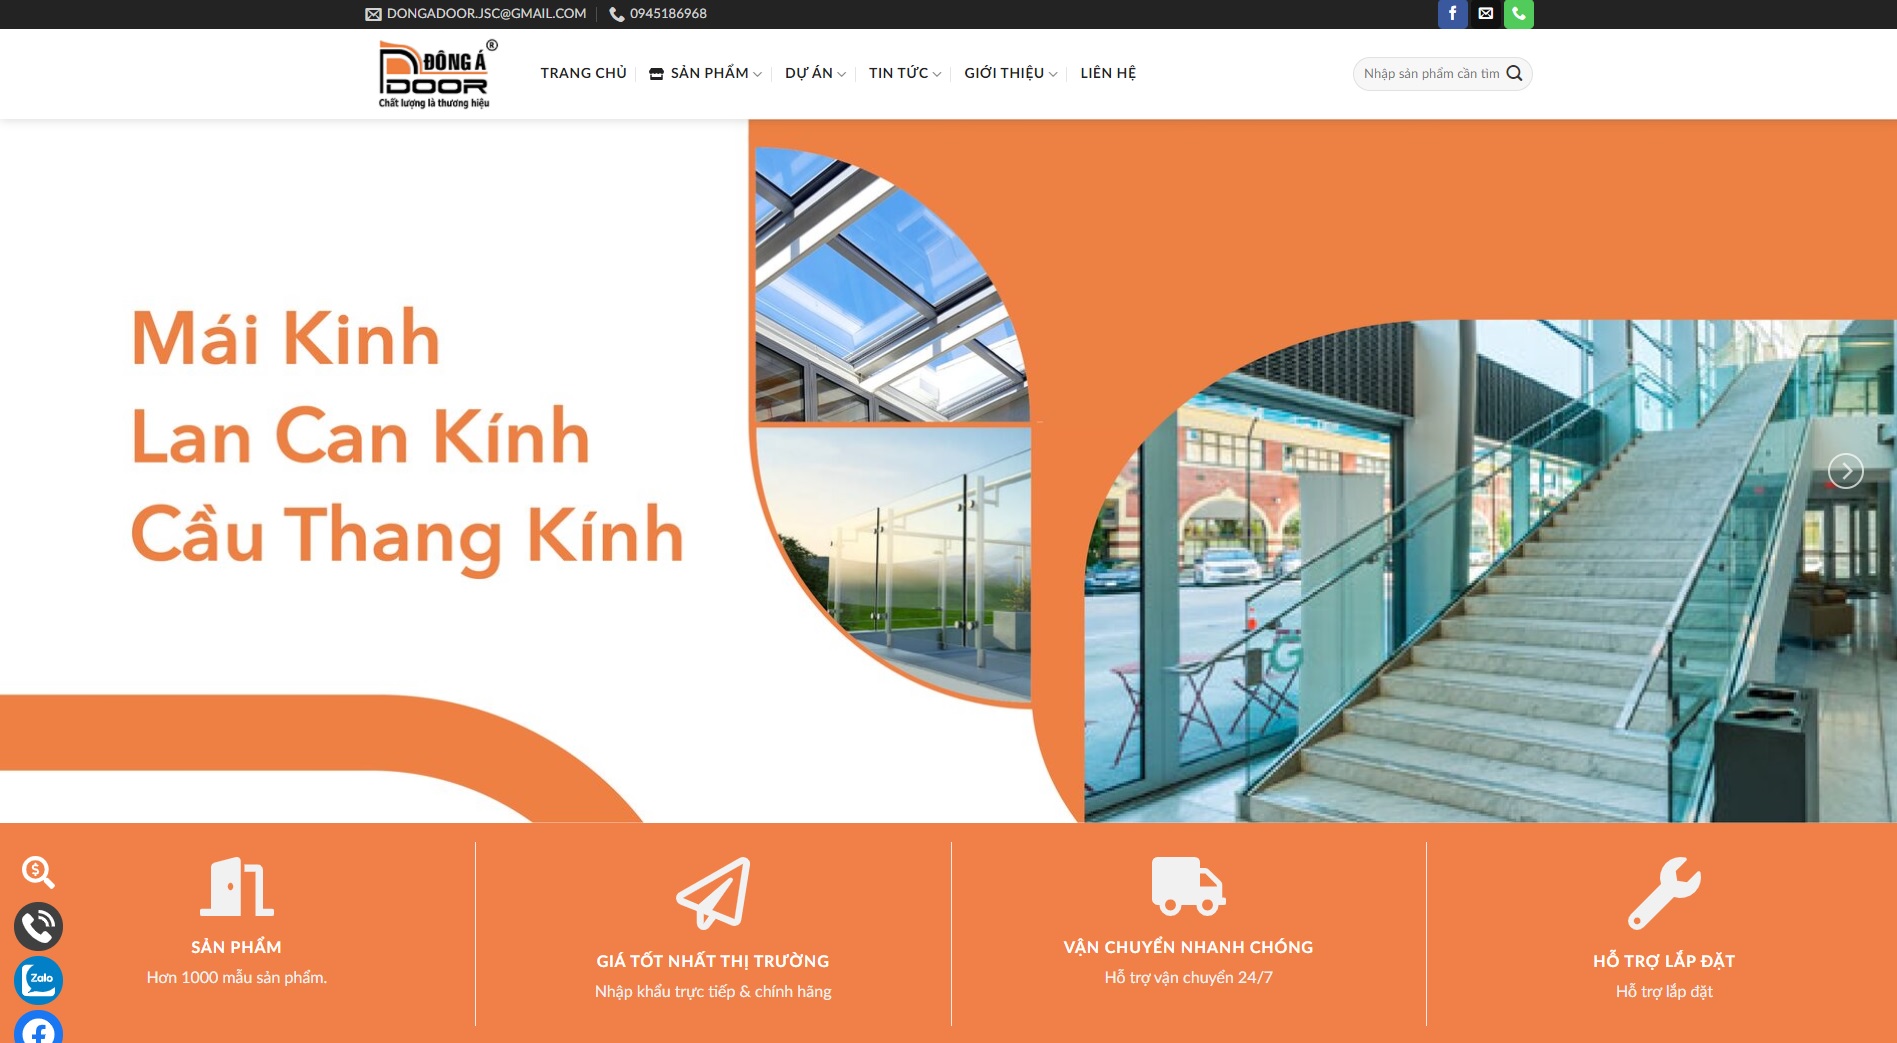 DONGADOOR.JSC@GMAIL.COM
0945186968
ĐÔNG Á ®
DOOR
Chất lượng là thương hiệu
TRANG CHỦ
SẢN PHẨM
DỰ ÁN
TIN TỨC
GIỚI THIỆU
LIÊN HỆ
Nhập sản phẩm cần tìm
Mái Kinh
Lan Can Kính
Cầu Thang Kính
SẢN PHẨM
Hơn 1000 mẫu sản phẩm.
GIÁ TỐT NHẤT THỊ TRƯỜNG
Nhập khẩu trực tiếp & chính hãng
VẬN CHUYỂN NHANH CHÓNG
Hỗ trợ vận chuyển 24/7
HỖ TRỢ LẮP ĐẶT
Hỗ trợ lắp đặt
Zalo